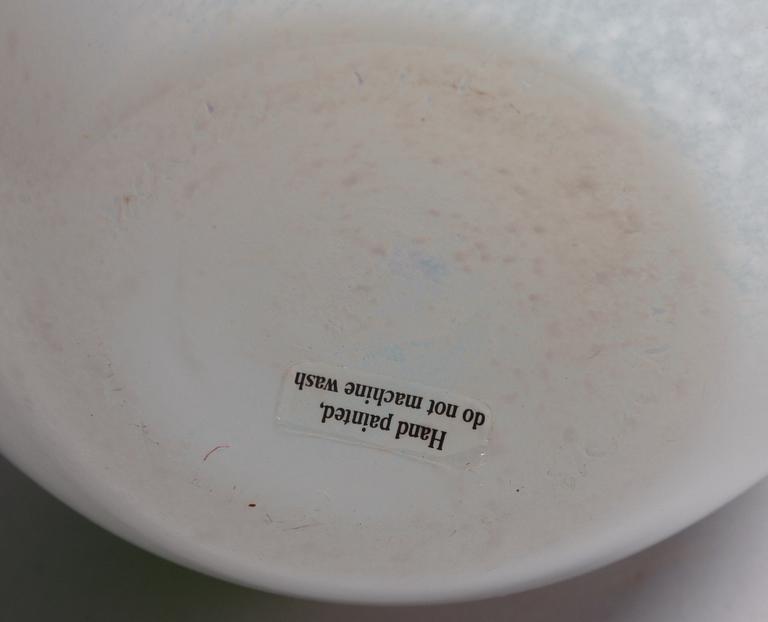 Hand painted,
do not machine wash